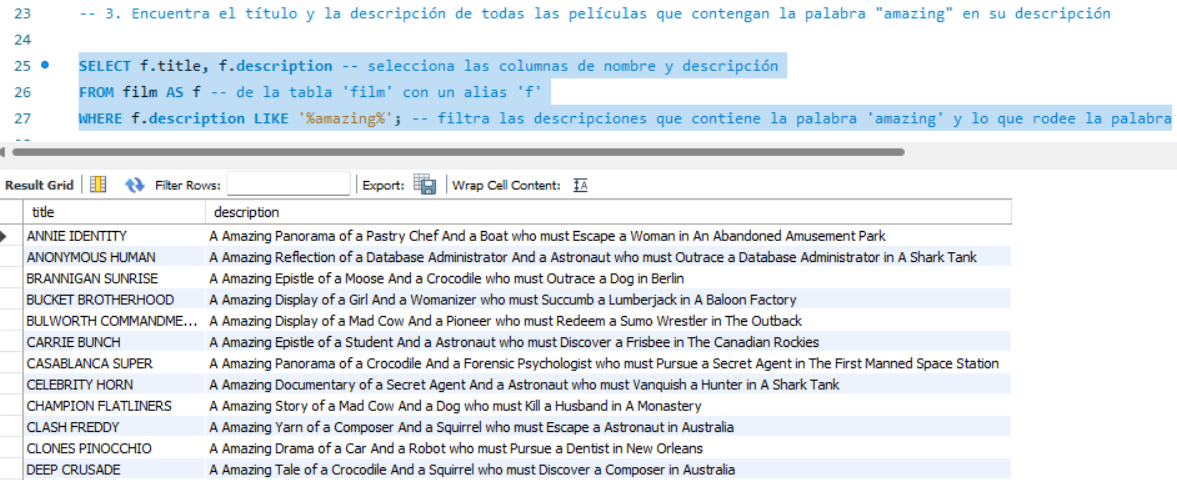 23 -- 3. Encuentra el título y la descripción de todas las películas que contengan la palabra "amazing" en su descripción
24
25 SELECT f.title, f.description -- selecciona las columnas de nombre y descripción
26 FROM film AS f -- de la tabla 'film' con un alias 'f'
27 WHERE f.description LIKE '%amazing%'; -- filtra las descripciones que contiene la palabra 'amazing' y lo que rodee la palabra
Result Grid Filter Rows: Export: Wrap Cell Content: IA
title description
ANNIE IDENTITY A Amazing Panorama of a Pastry Chef And a Boat who must Escape a Woman in An Abandoned Amusement Park
ANONYMOUS HUMAN A Amazing Reflection of a Database Administrator And a Astronaut who must Outrace a Database Administrator in A Shark Tank
BRANNIGAN SUNRISE A Amazing Epistle of a Moose And a Crocodile who must Outrace a Dog in Berlin
BUCKET BROTHERHOOD A Amazing Display of a Girl And a Womanizer who must Succumb a Lumberjack in A Baloon Factory
BULWORTH COMMANDME... A Amazing Display of a Mad Cow And a Pioneer who must Redeem a Sumo Wrestler in The Outback
CARRIE BUNCH A Amazing Epistle of a Student And a Astronaut who must Discover a Frisbee in The Canadian Rockies
CASABLANCA SUPER A Amazing Panorama of a Crocodile And a Forensic Psychologist who must Pursue a Secret Agent in The First Manned Space Station
CELEBRITY HORN A Amazing Documentary of a Secret Agent And a Astronaut who must Vanquish a Hunter in A Shark Tank
CHAMPION FLATLINERS A Amazing Story of a Mad Cow And a Dog who must Kill a Husband in A Monastery
CLASH FREDDY A Amazing Yarn of a Composer And a Squirrel who must Escape a Astronaut in Australia
CLONES PINOCCHIO A Amazing Drama of a Car And a Robot who must Pursue a Dentist in New Orleans
DEEP CRUSADE A Amazing Tale of a Crocodile And a Squirrel who must Discover a Composer in Australia